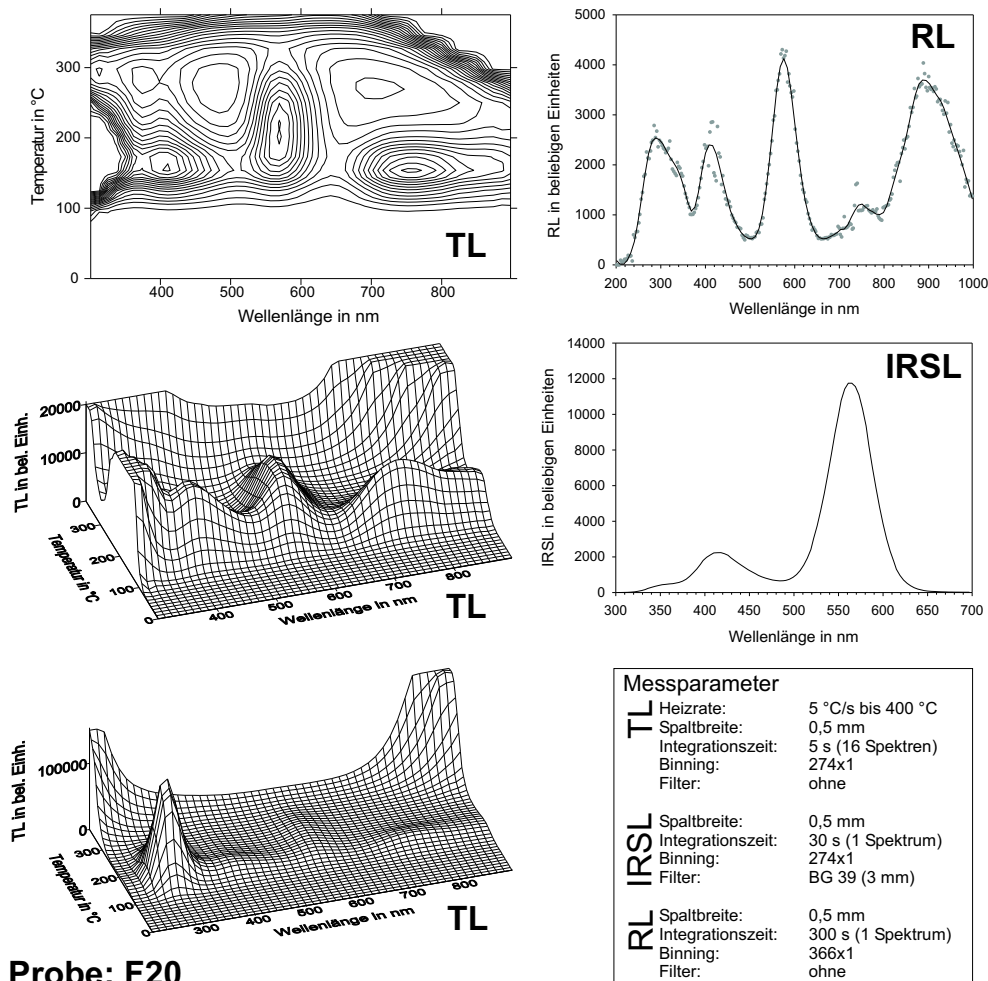 Temperatur in °C
300
200
100
0
400 500 600 700 800
Wellenlänge in nm
TL
RL in beliebigen Einheiten
5000
4000
3000
2000
1000
0
200 300 400 500 600 700 800 900 1000
Wellenlänge in nm
RL
TL in bel. Einh.
20000
10000
0
Temperatur in °C
300
200
100
0
400 500 600 700 800
Wellenlänge in nm
TL
IRSL in beliebigen Einheiten
14000
12000
10000
8000
6000
4000
2000
0
300 350 400 450 500 550 600 650 700
Wellenlänge in nm
IRSL
TL in bel. Einh.
100000
0
Temperatur in °C
300
200
100
0
300 400 500 600 700 800
Wellenlänge in nm
TL
Messparameter
TL
Heizrate: 5 °C/s bis 400 °C
Spaltbreite: 0,5 mm
Integrationszeit: 5 s (16 Spektren)
Binning: 274x1
Filter: ohne
IRSL
Spaltbreite: 0,5 mm
Integrationszeit: 30 s (1 Spektrum)
Binning: 274x1
Filter: BG 39 (3 mm)
RL
Spaltbreite: 0,5 mm
Integrationszeit: 300 s (1 Spektrum)
Binning: 366x1
Filter: ohne
Probe: F20